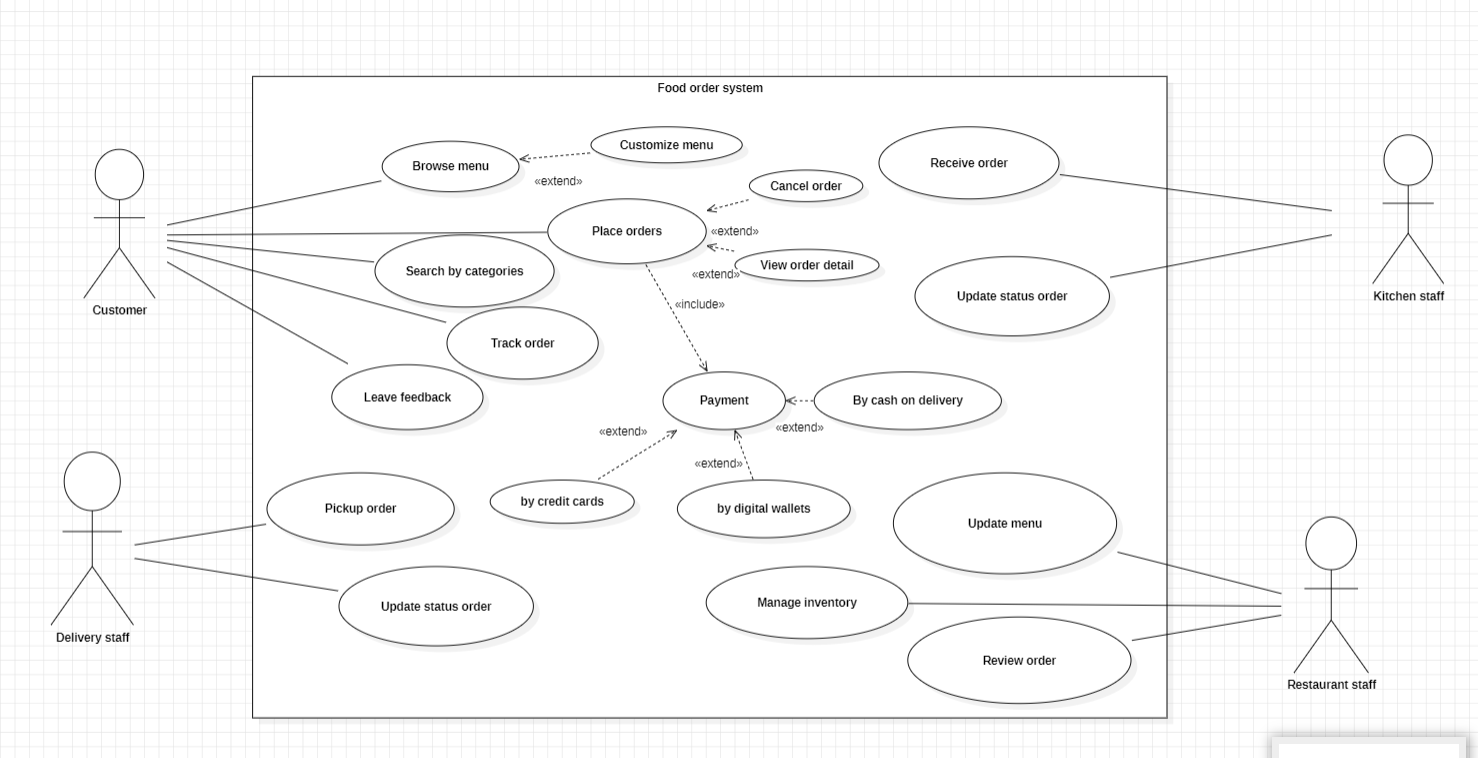 Food order system
Customize menu
Browse menu
Receive order
«extend»
Cancel order
Place orders
«extend»
View order detail
Search by categories
«extend»
Update status order
Kitchen staff
«include»
Customer
Track order
Leave feedback
Payment
By cash on delivery
«extend»
«extend»
«extend»
Pickup order
by credit cards
by digital wallets
Update menu
Manage inventory
Update status order
Delivery staff
Review order
Restaurant staff